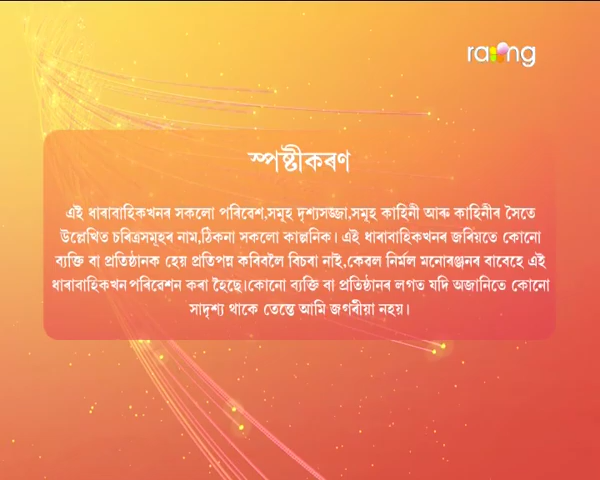 rang
স্পষ্টীকৰণ
এই ধাৰাবাহিকখনৰ সকলো পৰিৱেশ,সমূহ দৃশ্যসজ্জা,সমূহ কাহিনী আৰু কাহিনীৰ সৈতে
উল্লেখিত চৰিত্ৰসমূহৰ নাম,ঠিকনা সকলো কাল্পনিক। এই ধাৰাবাহিকখনৰ জৰিয়তে কোনো
ব্যক্তি বা প্ৰতিষ্ঠানক হেয় প্ৰতিপন্ন কৰিবলৈ বিচৰা নাই,কেৱল নিৰ্মল মনোৰঞ্জনৰ বাবেহে এই
ধাৰাবাহিকখন পৰিৱেশন কৰা হৈছে।কোনো ব্যক্তি বা প্ৰতিষ্ঠানৰ লগত যদি অজানিতে কোনো
সাদৃশ্য থাকে তেন্তে আমি জগৰীয়া নহয়।